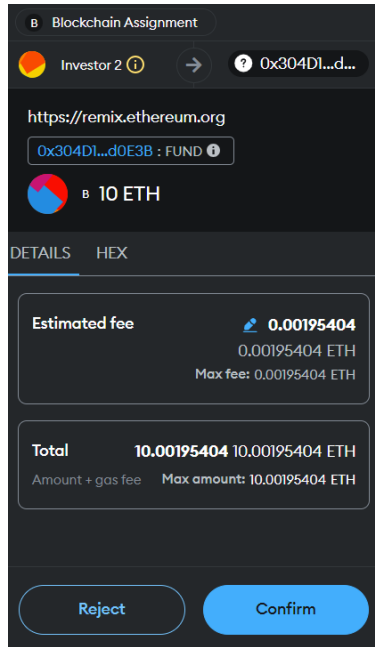 B Blockchain Assignment
Investor 2 0x304D1...d...
https://remix.ethereum.org
0x304D1...d0E3B : FUND
B 10 ETH
DETAILS HEX
Estimated fee 0.00195404
0.00195404 ETH
Max fee: 0.00195404 ETH
Total 10.00195404 10.00195404 ETH
Amount + gas fee Max amount: 10.00195404 ETH
Reject Confirm